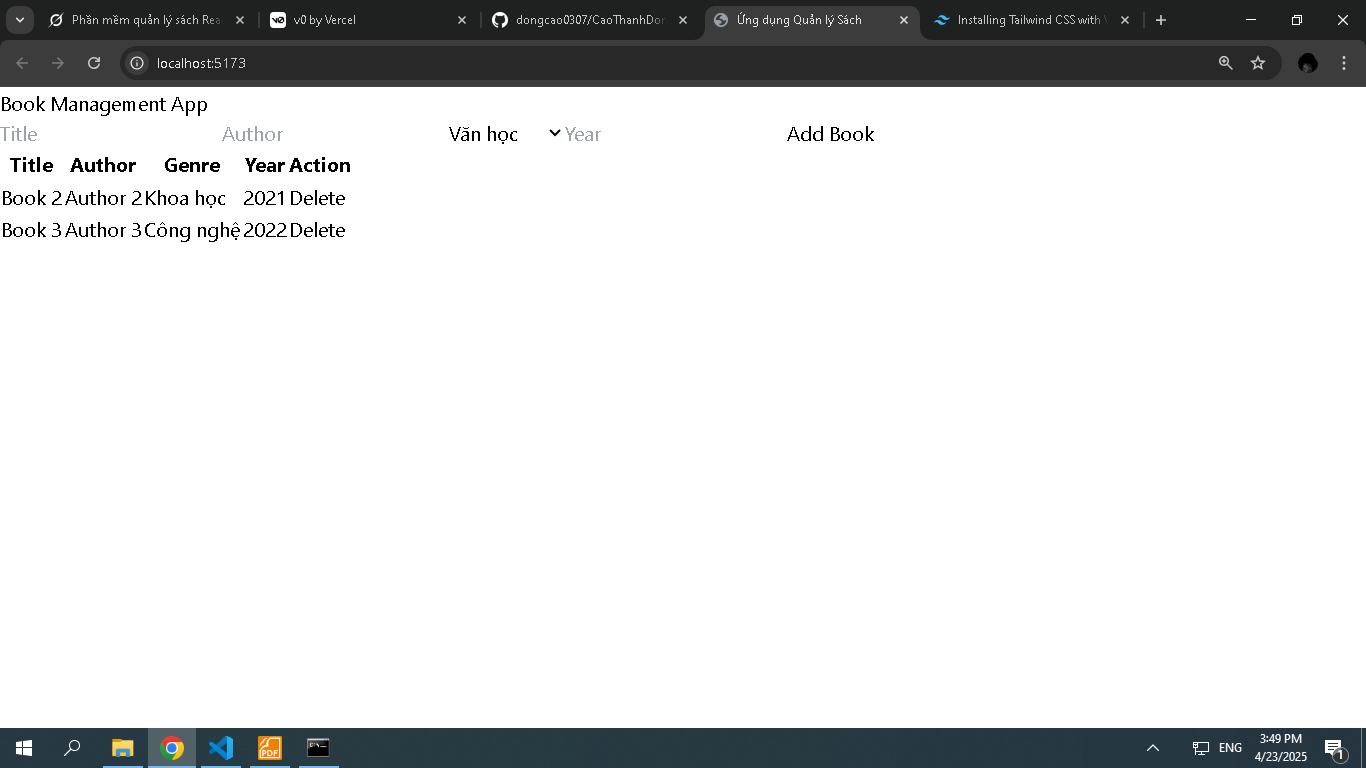 Phần mềm quản lý sách Rea
v0 by Vercel
dongcao0307/CaoThanhDon
Ứng dụng Quản lý Sách
Installing Tailwind CSS with
localhost:5173
Book Management App
Title Author Văn học Year Add Book
Title Author Genre Year Action
Book 2 Author 2 Khoa học 2021 Delete
Book 3 Author 3 Công nghệ 2022 Delete
ENG
3:49 PM
4/23/2025
1